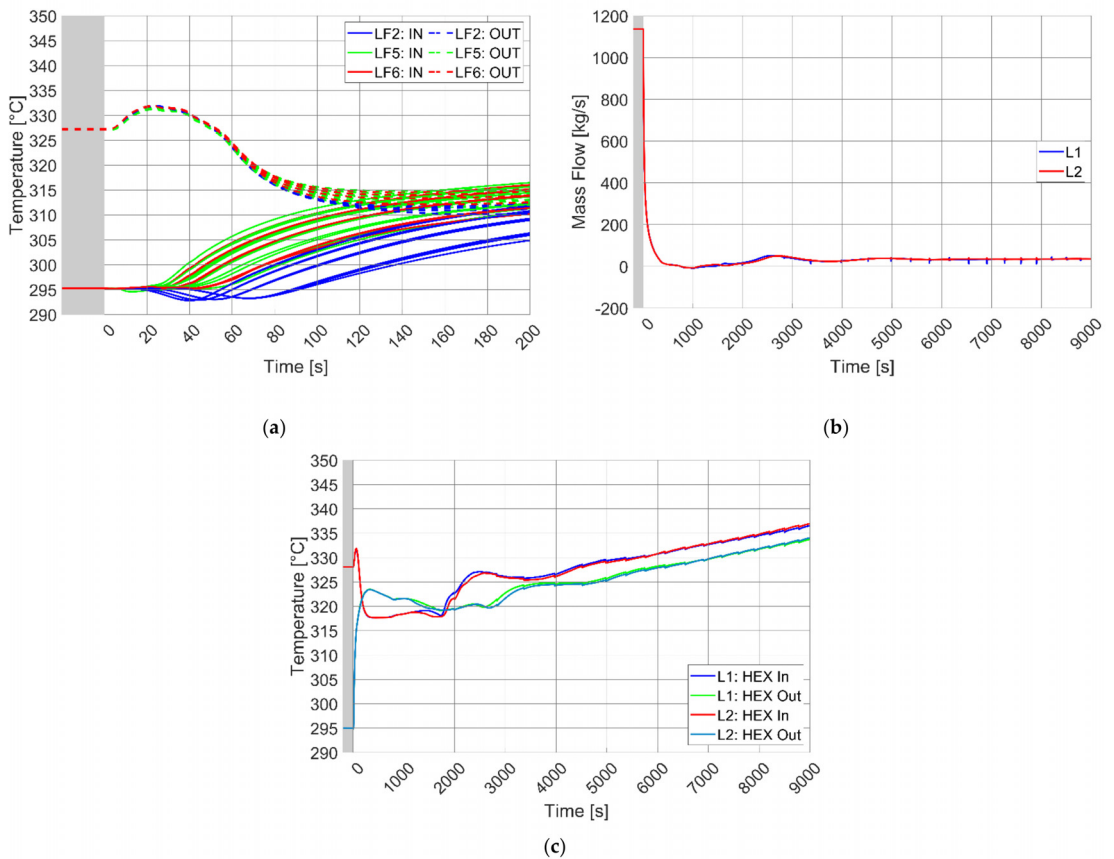 350
345
340
335
330
325
320
315
310
305
300
295
290
Temperature [°C]
LF2: IN LF2: OUT
LF5: IN LF5: OUT
LF6: IN LF6: OUT
0 20 40 60 80 100 120 140 160 180 200
Time [s]
(a)
1200
1000
800
600
400
200
0
-200
Mass Flow [kg/s]
L1
L2
0 1000 2000 3000 4000 5000 6000 7000 8000 9000
Time [s]
(b)
350
345
340
335
330
325
320
315
310
305
300
295
290
Temperature [°C]
L1: HEX In
L1: HEX Out
L2: HEX In
L2: HEX Out
0 1000 2000 3000 4000 5000 6000 7000 8000 9000
Time [s]
(c)